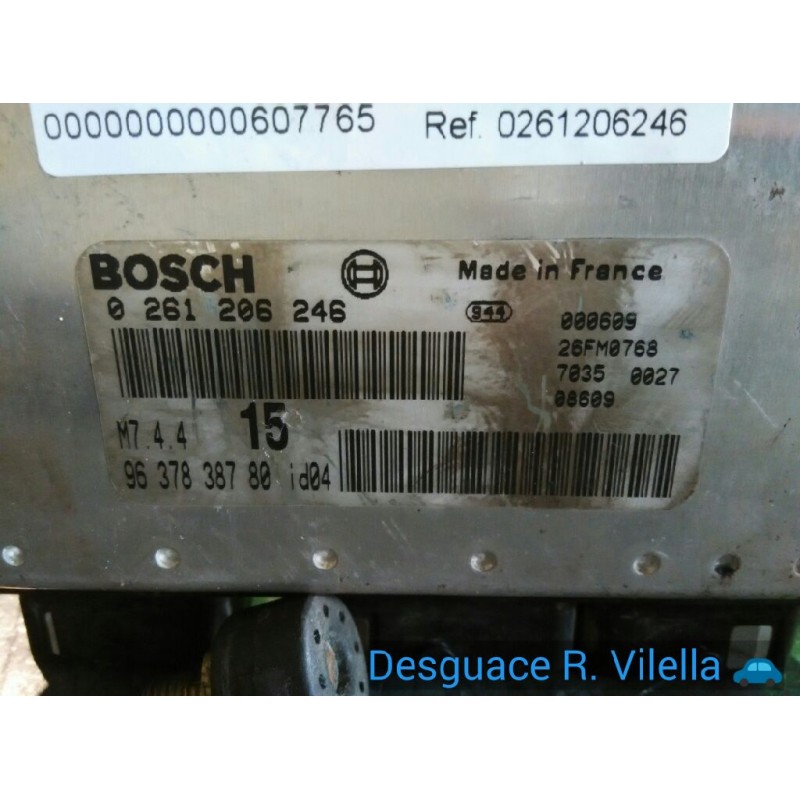 0000000000607765 Ref. 0261206246
BOSCH Made in France
0 261 206 246 944 000609
26FM0768
7035 0027
08609
M7.4.4 15
96 378 387 80 id04
Desguace R. Vilella